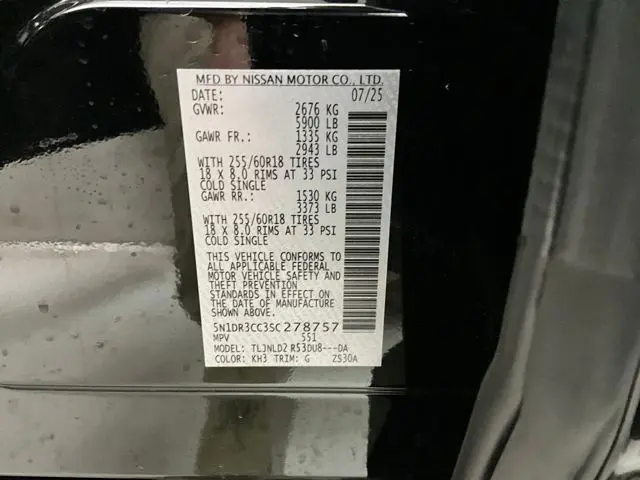 MFD BY NISSAN MOTOR CO., LTD.
DATE: 07/25
GVWR: 2676 KG
5900 LB
GAWR FR.: 1335 KG
2943 LB
WITH 255/60R18 TIRES
18 X 8.0 RIMS AT 33 PSI
COLD SINGLE
GAWR RR.: 1530 KG
3373 LB
WITH 255/60R18 TIRES
18 X 8.0 RIMS AT 33 PSI
COLD SINGLE
THIS VEHICLE CONFORMS TO
ALL APPLICABLE FEDERAL
MOTOR VEHICLE SAFETY AND
THEFT PREVENTION
STANDARDS IN EFFECT ON
THE DATE OF MANUFACTURE
SHOWN ABOVE.
5N1DR3CC3SC278757
MPV 551
MODEL: TLJNLDZ R53DU8---DA
COLOR: KH3 TRIM: G ZS30A